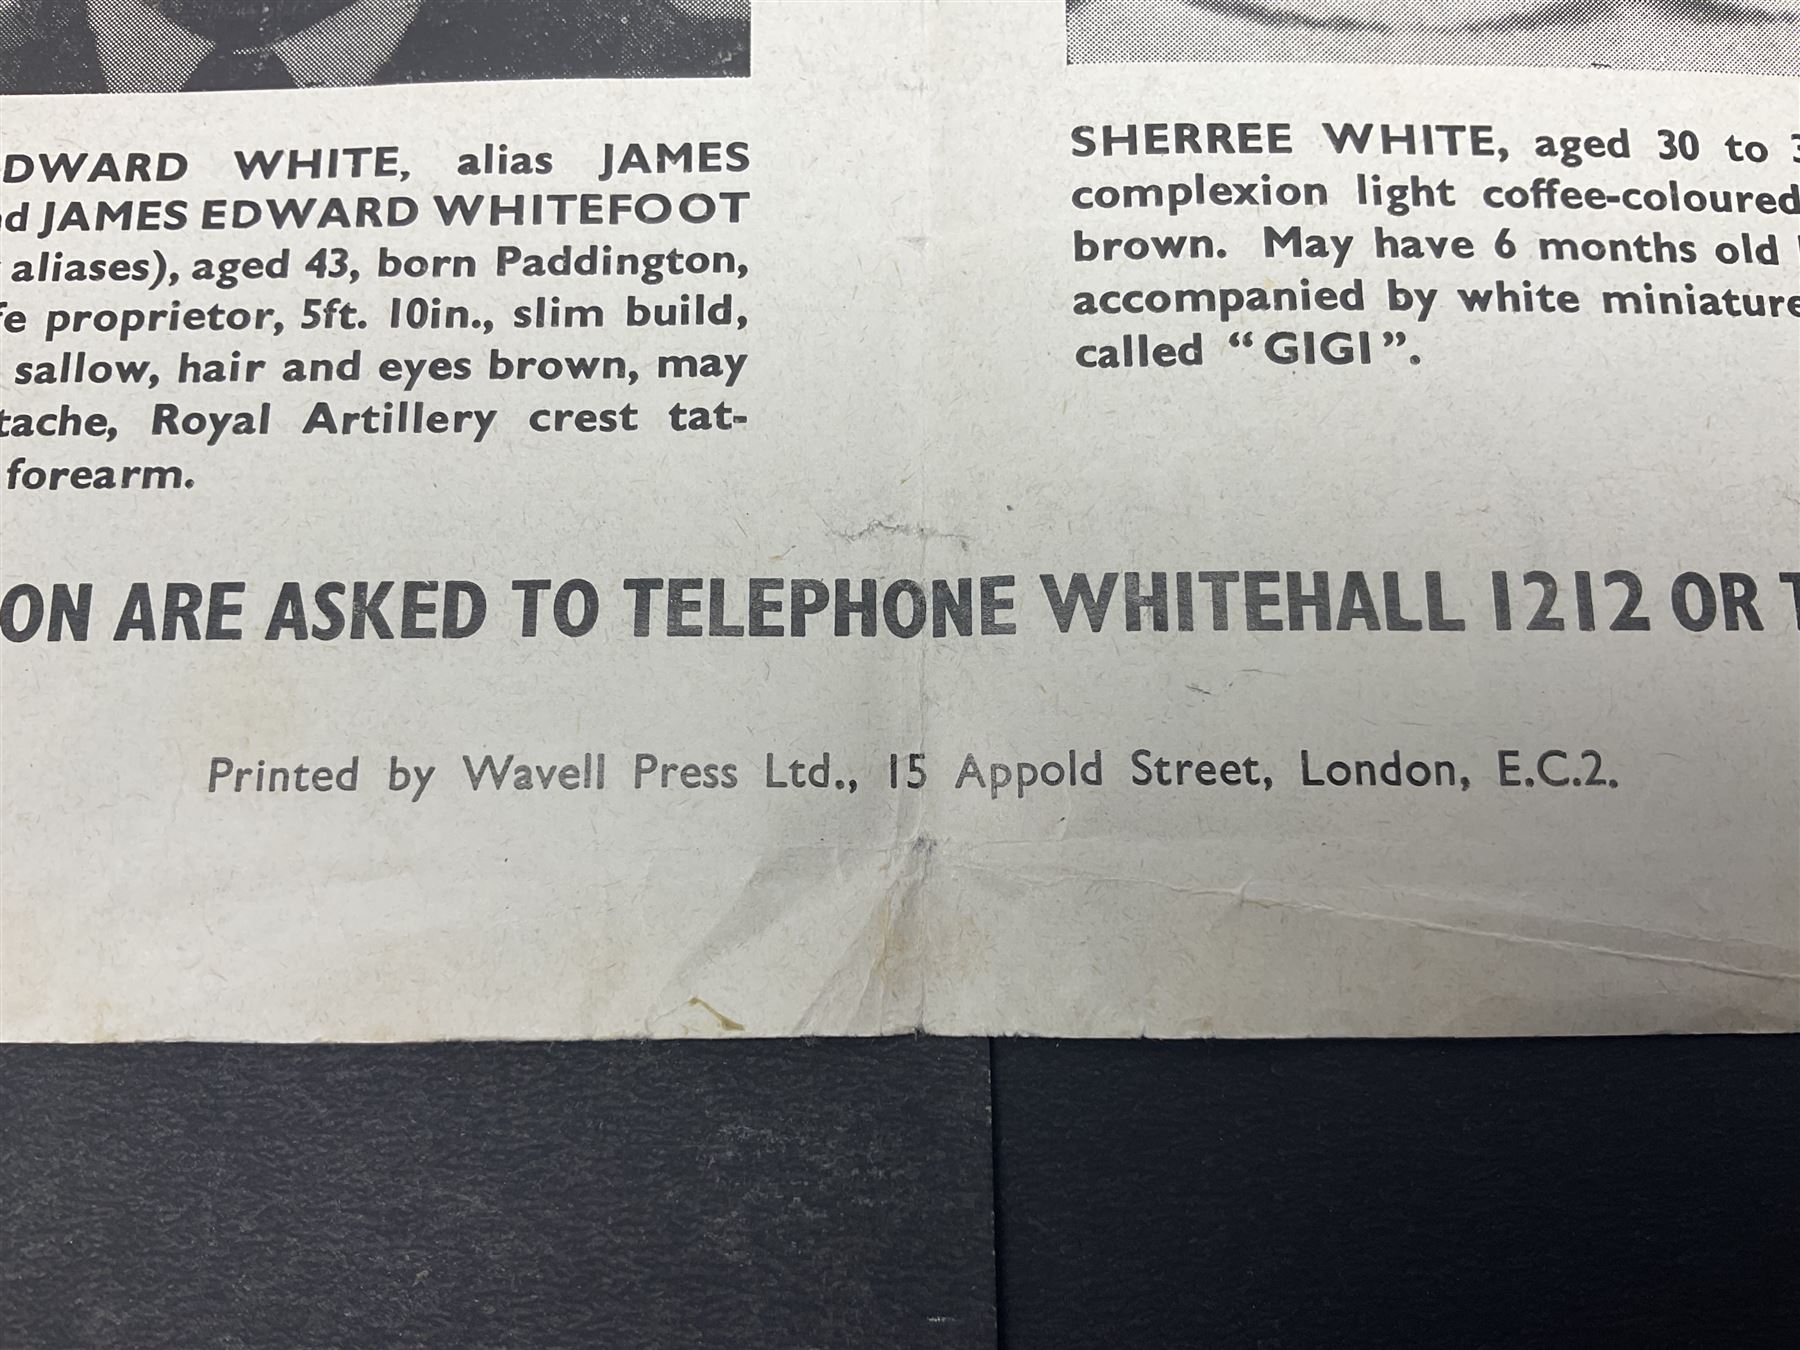 DWARD WHITE, alias JAMES
JAMES EDWARD WHITEFOOT
aliases), aged 43, born Paddington,
proprietor, 5ft. 10in., slim build,
sallow, hair and eyes brown, may
tache, Royal Artillery crest tat-
forearm.
SHERREE WHITE, aged 30 to
complexion light coffee-coloured
brown. May have 6 months old
accompanied by white miniature
called “GIGI”.
ON ARE ASKED TO TELEPHONE WHITEHALL 1212 OR
Printed by Wavell Press Ltd., 15 Appold Street, London, E.C.2.